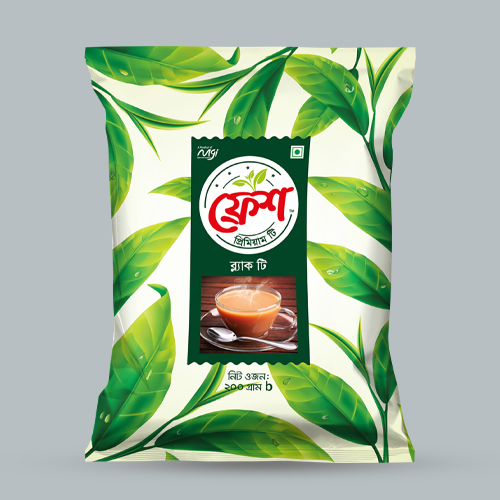 ফ্রেশ
প্রিমিয়াম টি
ব্ল্যাক টি
নিট ওজন:
২০০ গ্রাম b